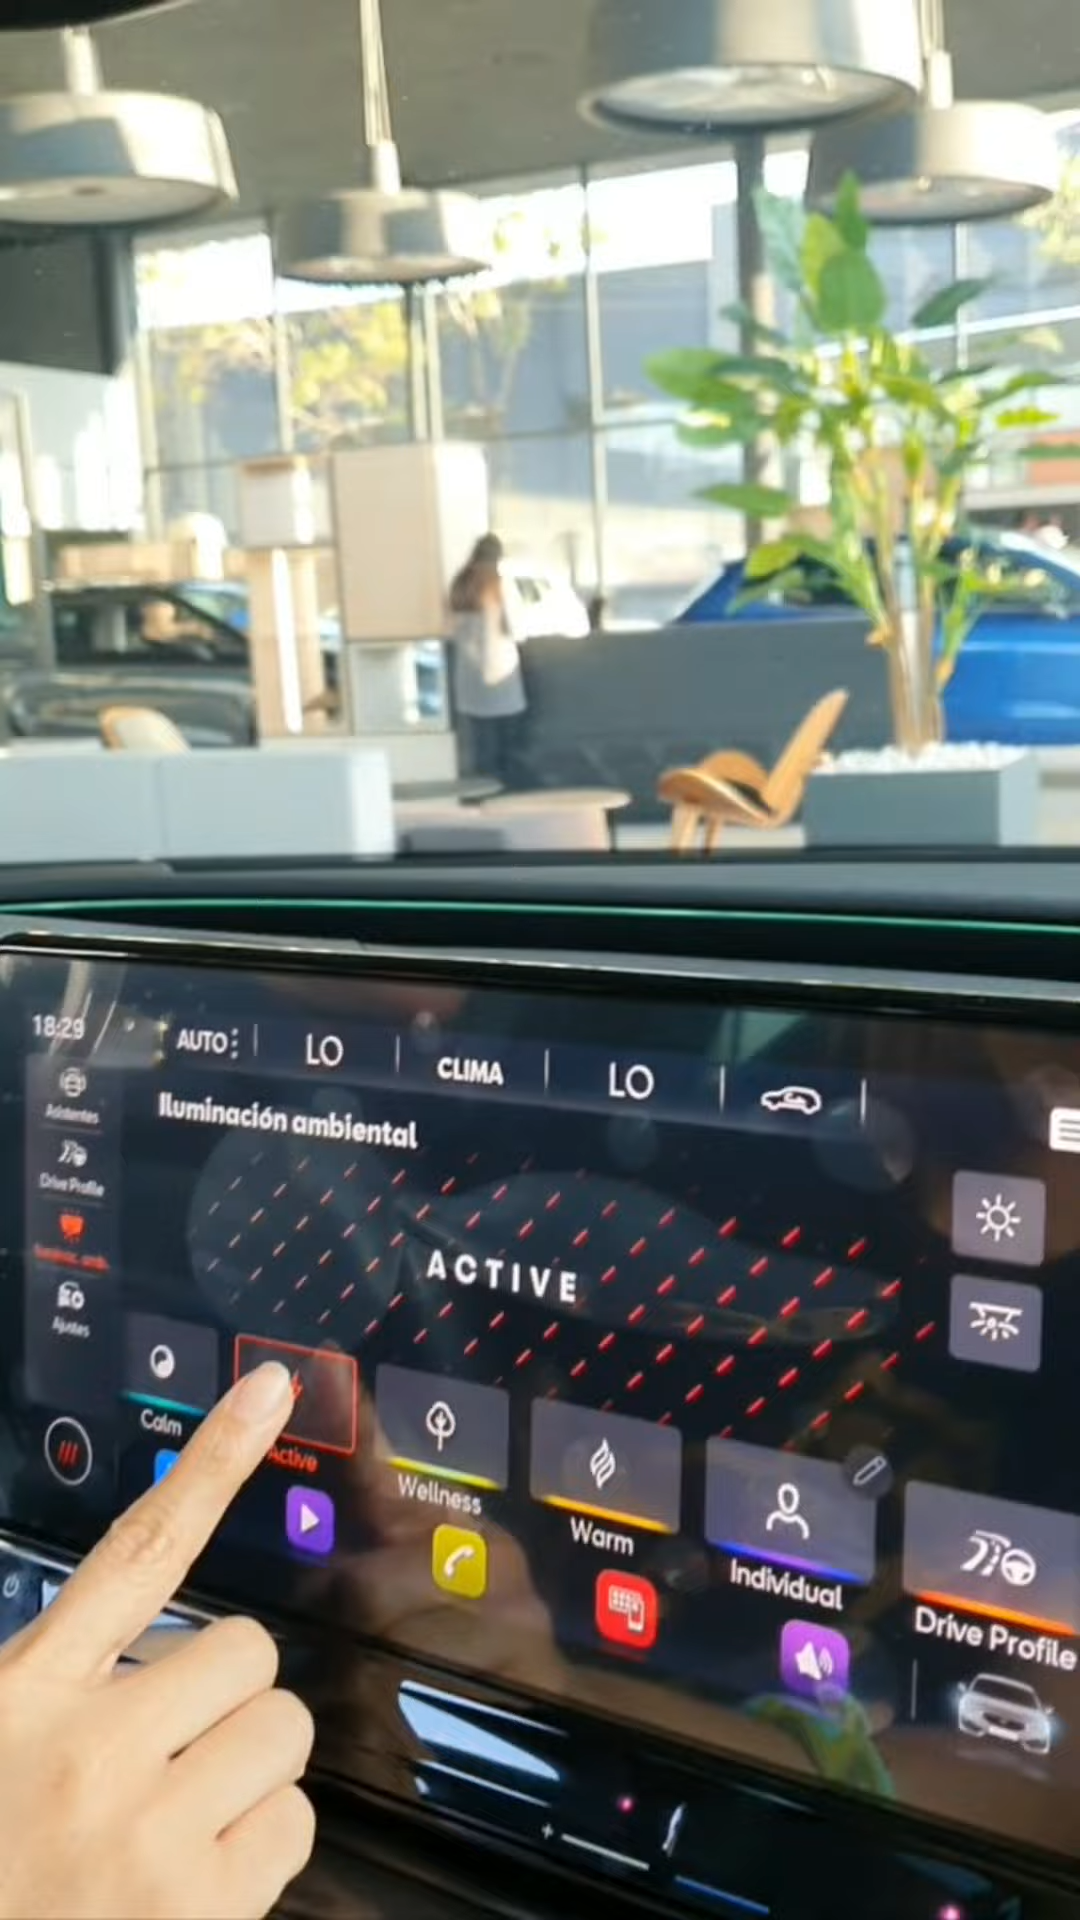 18:29
AUTO
LO
CLIMA
LO
Iluminación ambiental
Asistentes
Drive Profile
Ajustes
ACTIVE
Calm
Active
Wellness
Warm
Individual
Drive Profile